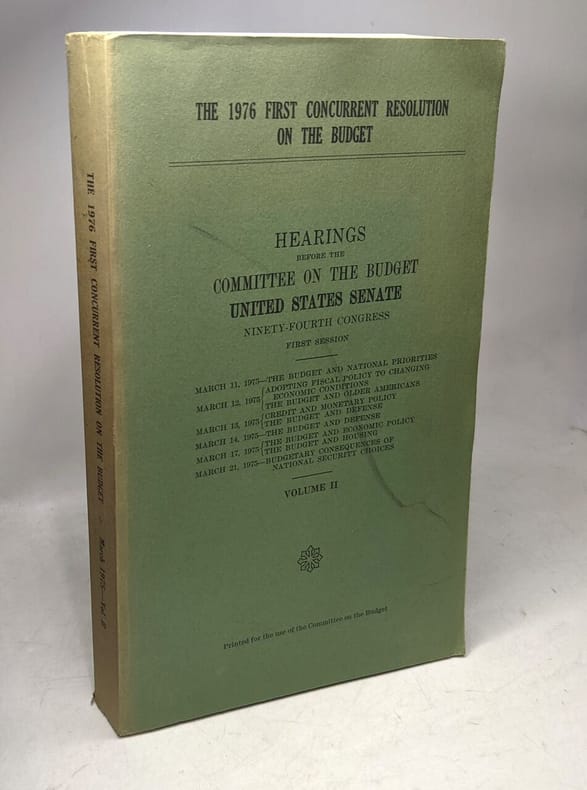 THE 1976 FIRST CONCURRENT RESOLUTION
ON THE BUDGET
HEARINGS
BEFORE THE
COMMITTEE ON THE BUDGET
UNITED STATES SENATE
NINETY-FOURTH CONGRESS
FIRST SESSION
MARCH 11, 1975—THE BUDGET AND NATIONAL PRIORITIES
MARCH 12, 1975{ADOPTING FISCAL POLICY TO CHANGING
ECONOMIC CONDITIONS
THE BUDGET AND OLDER AMERICANS
MARCH 13, 1975{CREDIT AND MONETARY POLICY
THE BUDGET AND DEFENSE
MARCH 14, 1975—THE BUDGET AND DEFENSE
MARCH 17, 1975{THE BUDGET AND ECONOMIC POLICY
THE BUDGET AND HOUSING
MARCH 21, 1975—BUDGETARY CONSEQUENCES OF
NATIONAL SECURITY CHOICES
VOLUME II
Printed for the use of the Committee on the Budget
THE 1976 FIRST CONCURRENT RESOLUTION ON THE BUDGET - March 1975—Vol. II